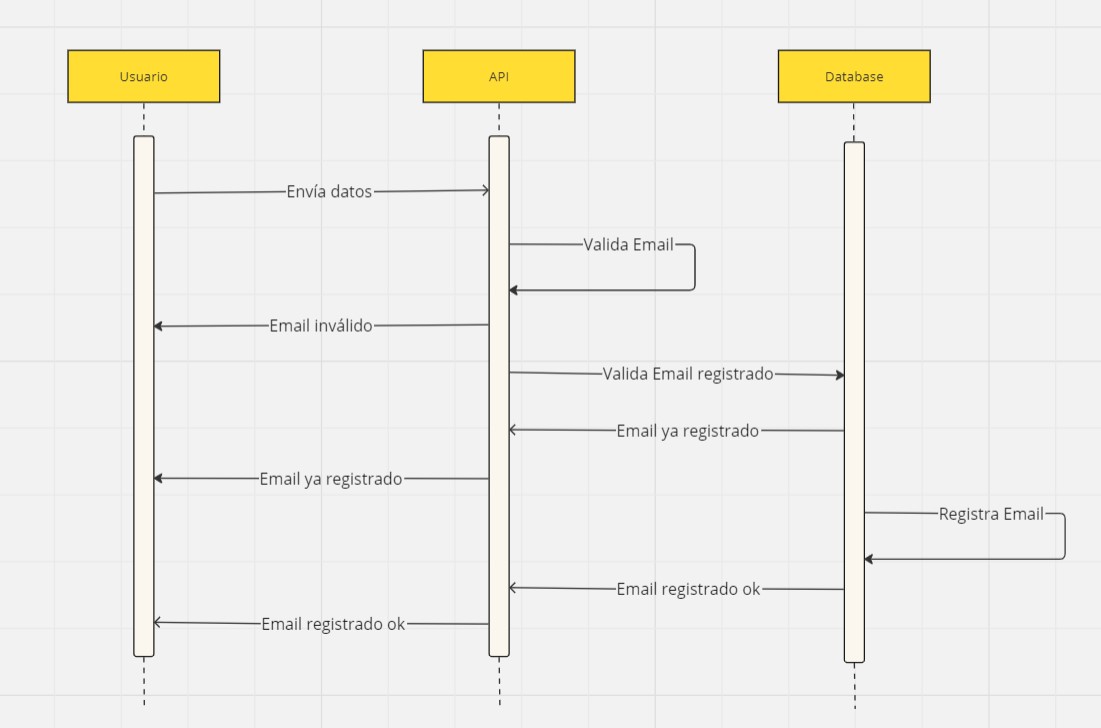 Usuario
API
Database
Envía datos
Valida Email
Email inválido
Valida Email registrado
Email ya registrado
Email ya registrado
Registra Email
Email registrado ok
Email registrado ok